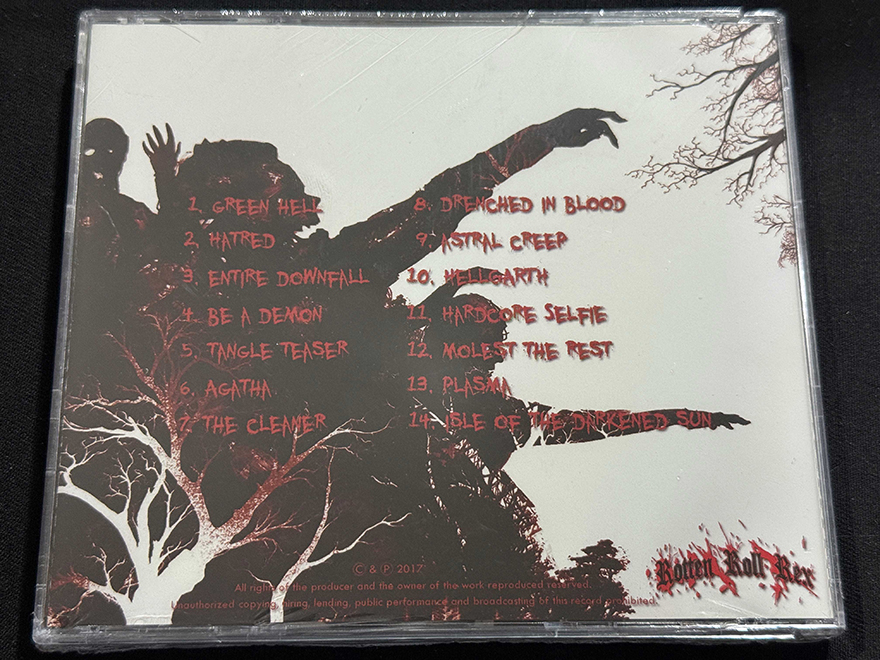 1. GREEN HELL
2. HATRED
3. ENTIRE DOWNFALL
4. BE A DEMON
5. TANGLE TEASER
6. AGATHA
7. THE CLEANER
8. DRENCHED IN BLOOD
9. ASTRAL CREEP
10. HELLGARTH
11. HARDCORE SELFIE
12. MOLEST THE REST
13. PLASMA
14. ISLE OF THE DARKENED SUN
© & ℗ 2017
All rights of the producer and the owner of the work reproduced reserved.
Unauthorized copying, hiring, lending, public performance and broadcasting of this record prohibited.
Rotten Roll Rex